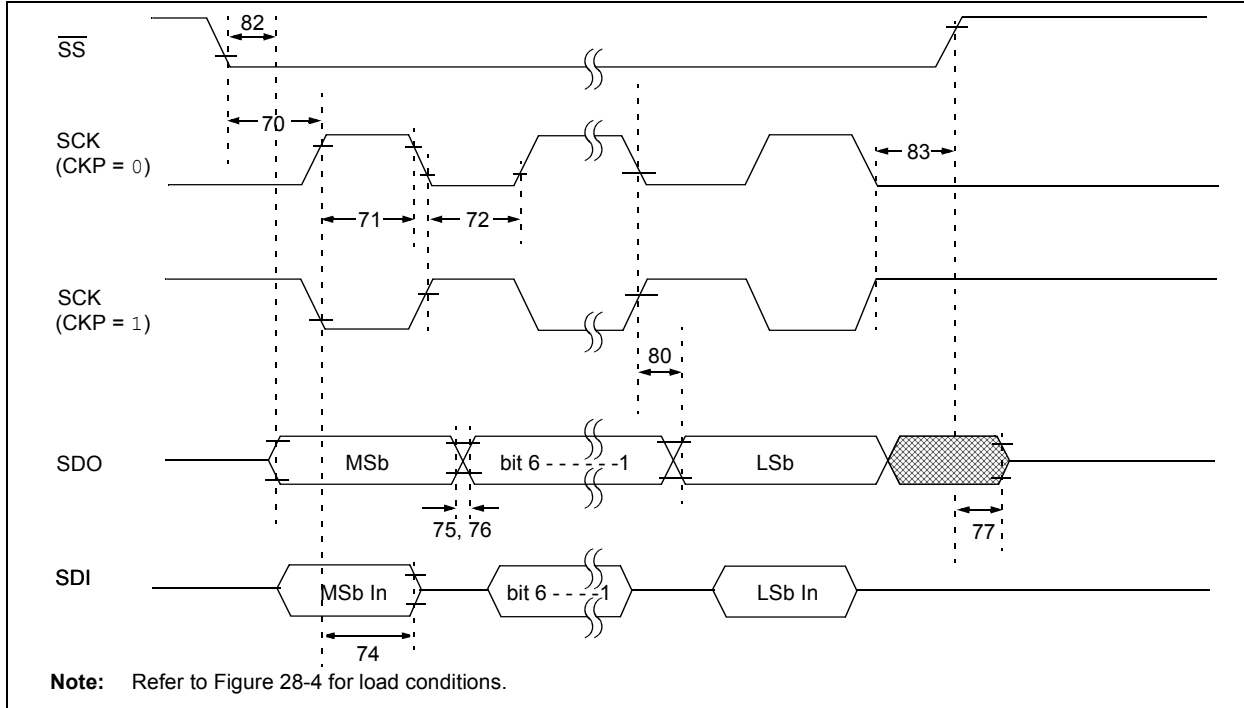 82
SS
70
SCK
(CKP = 0)
83
71
72
SCK
(CKP = 1)
80
SDO
MSb
bit 6 - - - - - -1
LSb
75, 76
77
SDI
MSb In
bit 6 - - - -1
LSb In
74
Note: Refer to Figure 28-4 for load conditions.